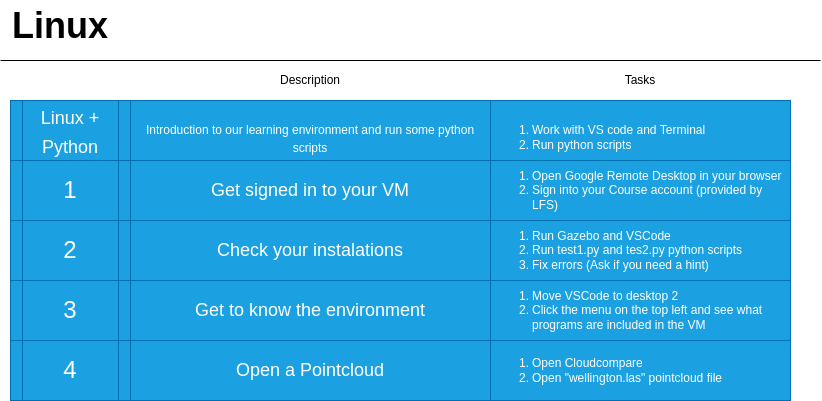 Linux
Description Tasks
Linux +
Python
Introduction to our learning environment and run some python
scripts
1. Work with VS code and Terminal
2. Run python scripts
1
Get signed in to your VM
1. Open Google Remote Desktop in your browser
2. Sign into your Course account (provided by
LFS)
2
Check your instalations
1. Run Gazebo and VSCode
2. Run test1.py and tes2.py python scripts
3. Fix errors (Ask if you need a hint)
3
Get to know the environment
1. Move VSCode to desktop 2
2. Click the menu on the top left and see what
programs are included in the VM
4
Open a Pointcloud
1. Open Cloudcompare
2. Open "wellington.las" pointcloud file